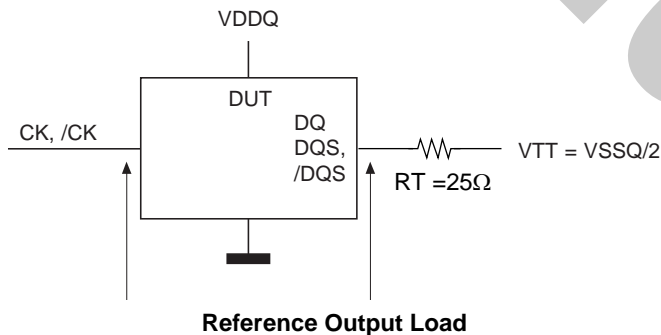 VDDQ
DUT
CK, /CK
DQ
DQS,
/DQS
RT =25Ω
VTT = VSSQ/2
Reference Output Load